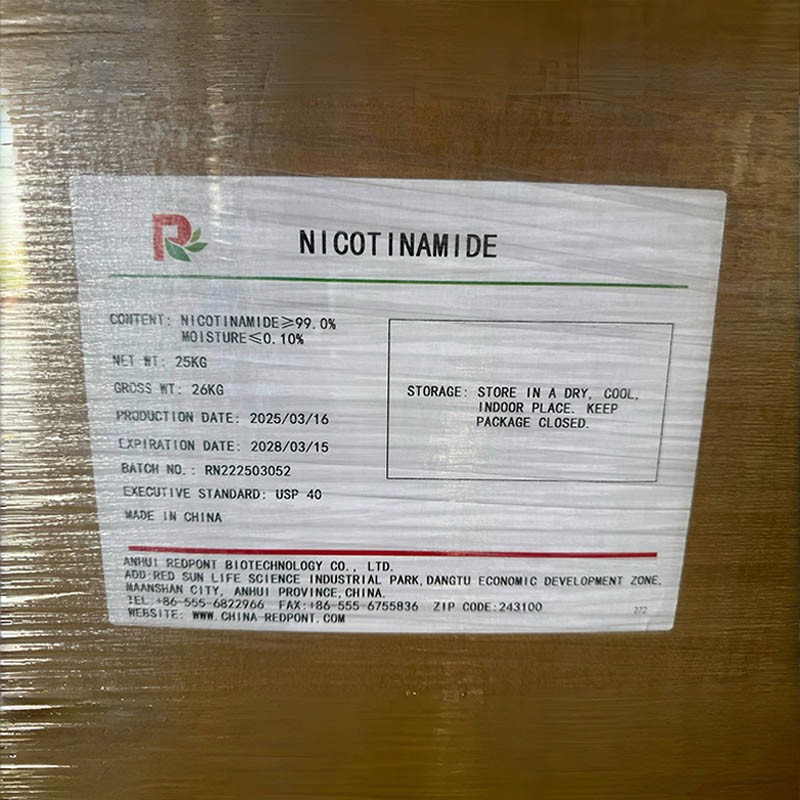 R
NICOTINAMIDE
CONTENT: NICOTINAMIDE≥99.0%
MOISTURE≤0.10%
NET WT: 25KG
GROSS WT: 26KG
PRODUCTION DATE: 2025/03/16
EXPIRATION DATE: 2028/03/15
BATCH NO.: RN222503052
EXECUTIVE STANDARD: USP 40
MADE IN CHINA
STORAGE: STORE IN A DRY, COOL,
INDOOR PLACE. KEEP
PACKAGE CLOSED.
ANHUI REDPONT BIOTECHNOLOGY CO., LTD.
ADD:RED SUN LIFE SCIENCE INDUSTRIAL PARK,DANGTU ECONOMIC DEVELOPMENT ZONE,
MAANSHAN CITY, ANHUI PROVINCE,CHINA.
TEL:+86-555-6822966 FAX:+86-555-6755836 ZIP CODE:243100
WEBSITE: WWW.CHINA-REDPONT.COM
272